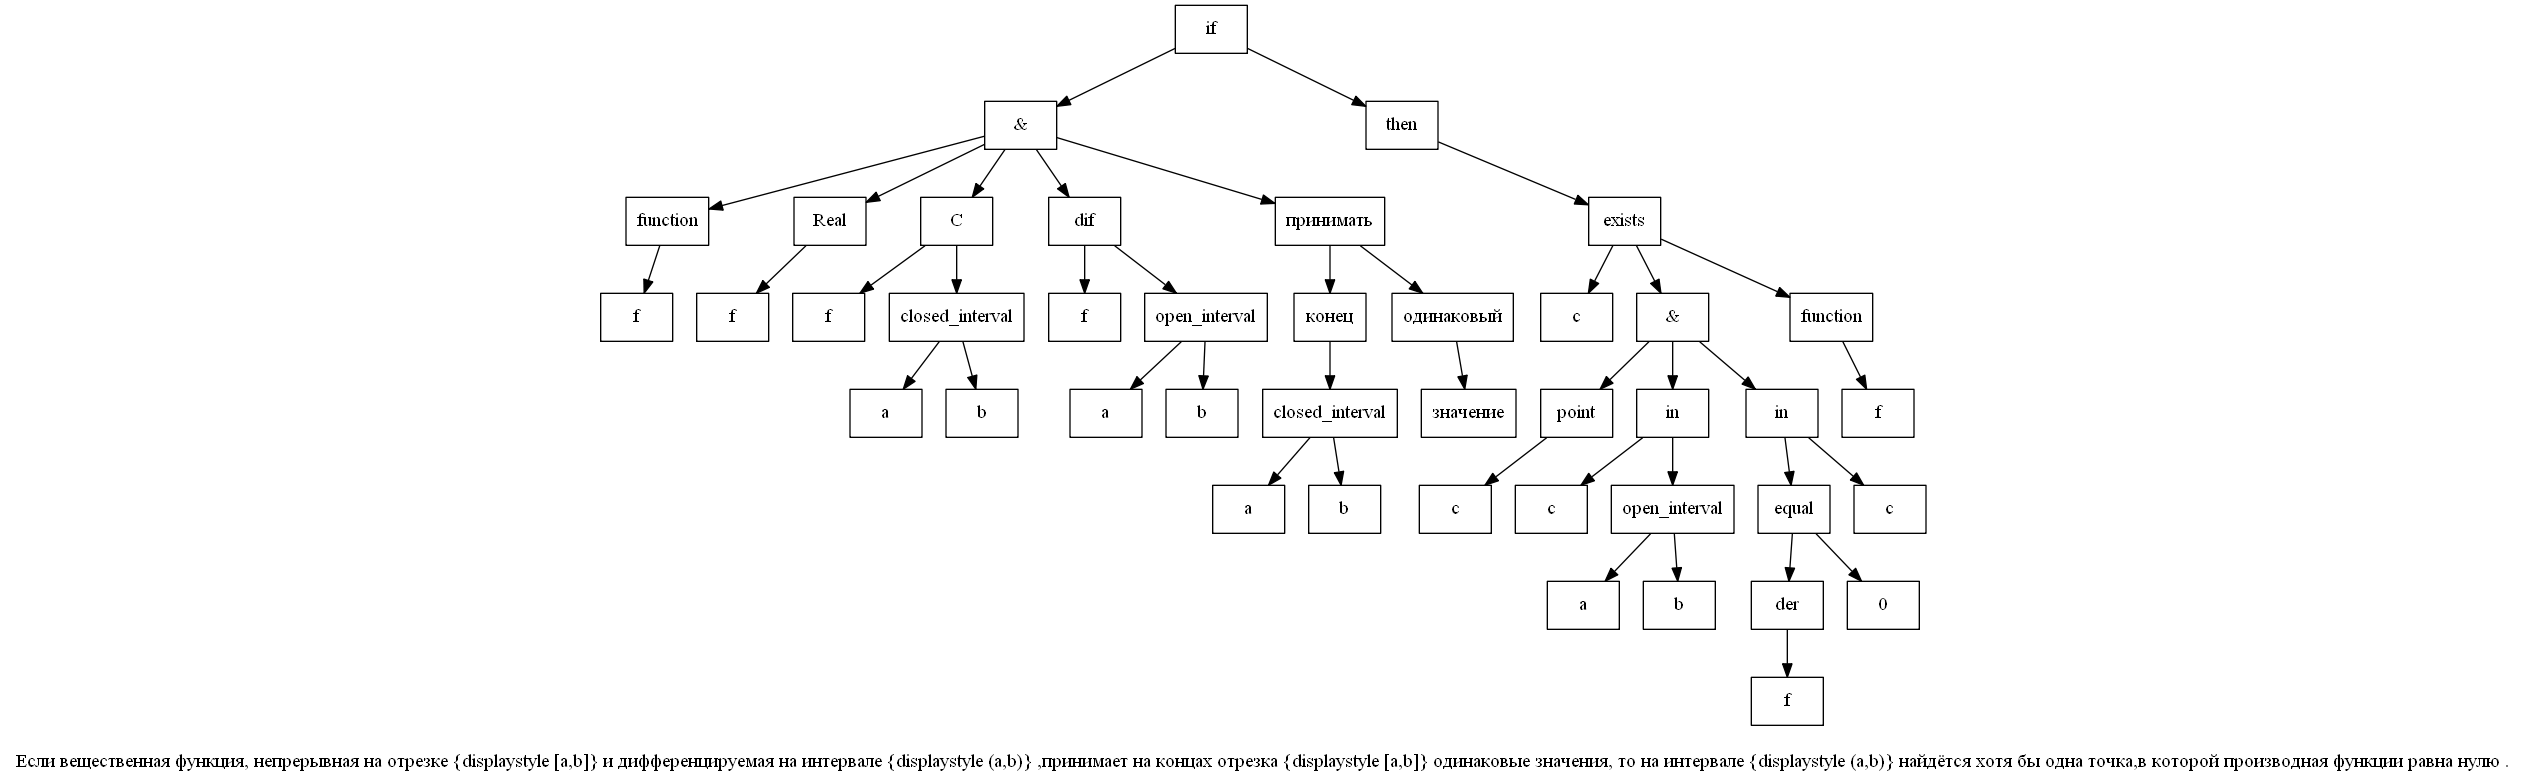 if
& then
function Real C dif принимать exists
f f f closed_interval f open_interval конец одинаковый c & function
a b a b closed_interval значение point in in f
a b c c open_interval equal c
a b der 0
f
Если вещественная функция, непрерывная на отрезке {displaystyle [a,b]} и дифференцируемая на интервале {displaystyle (a,b)} ,принимает на концах отрезка {displaystyle [a,b]} одинаковые значения, то на интервале {displaystyle (a,b)} найдётся хотя бы одна точка,в которой производная функции равна нулю .